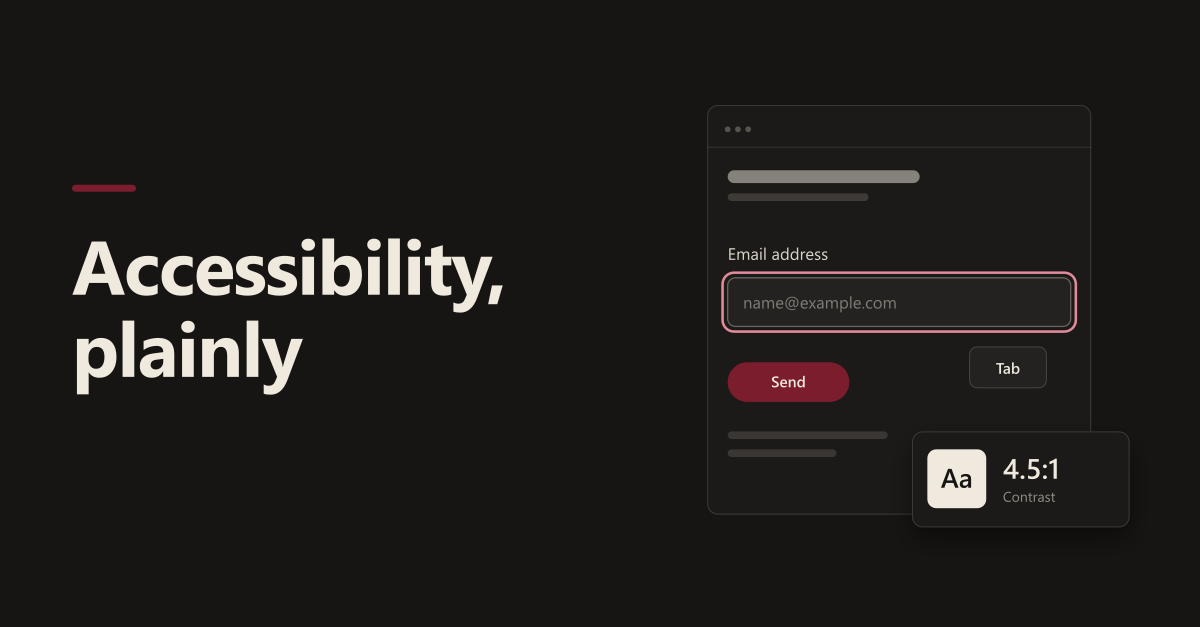 Accessibility,
plainly
Email address
name@example.com
Send
Tab
Aa
4.5:1
Contrast